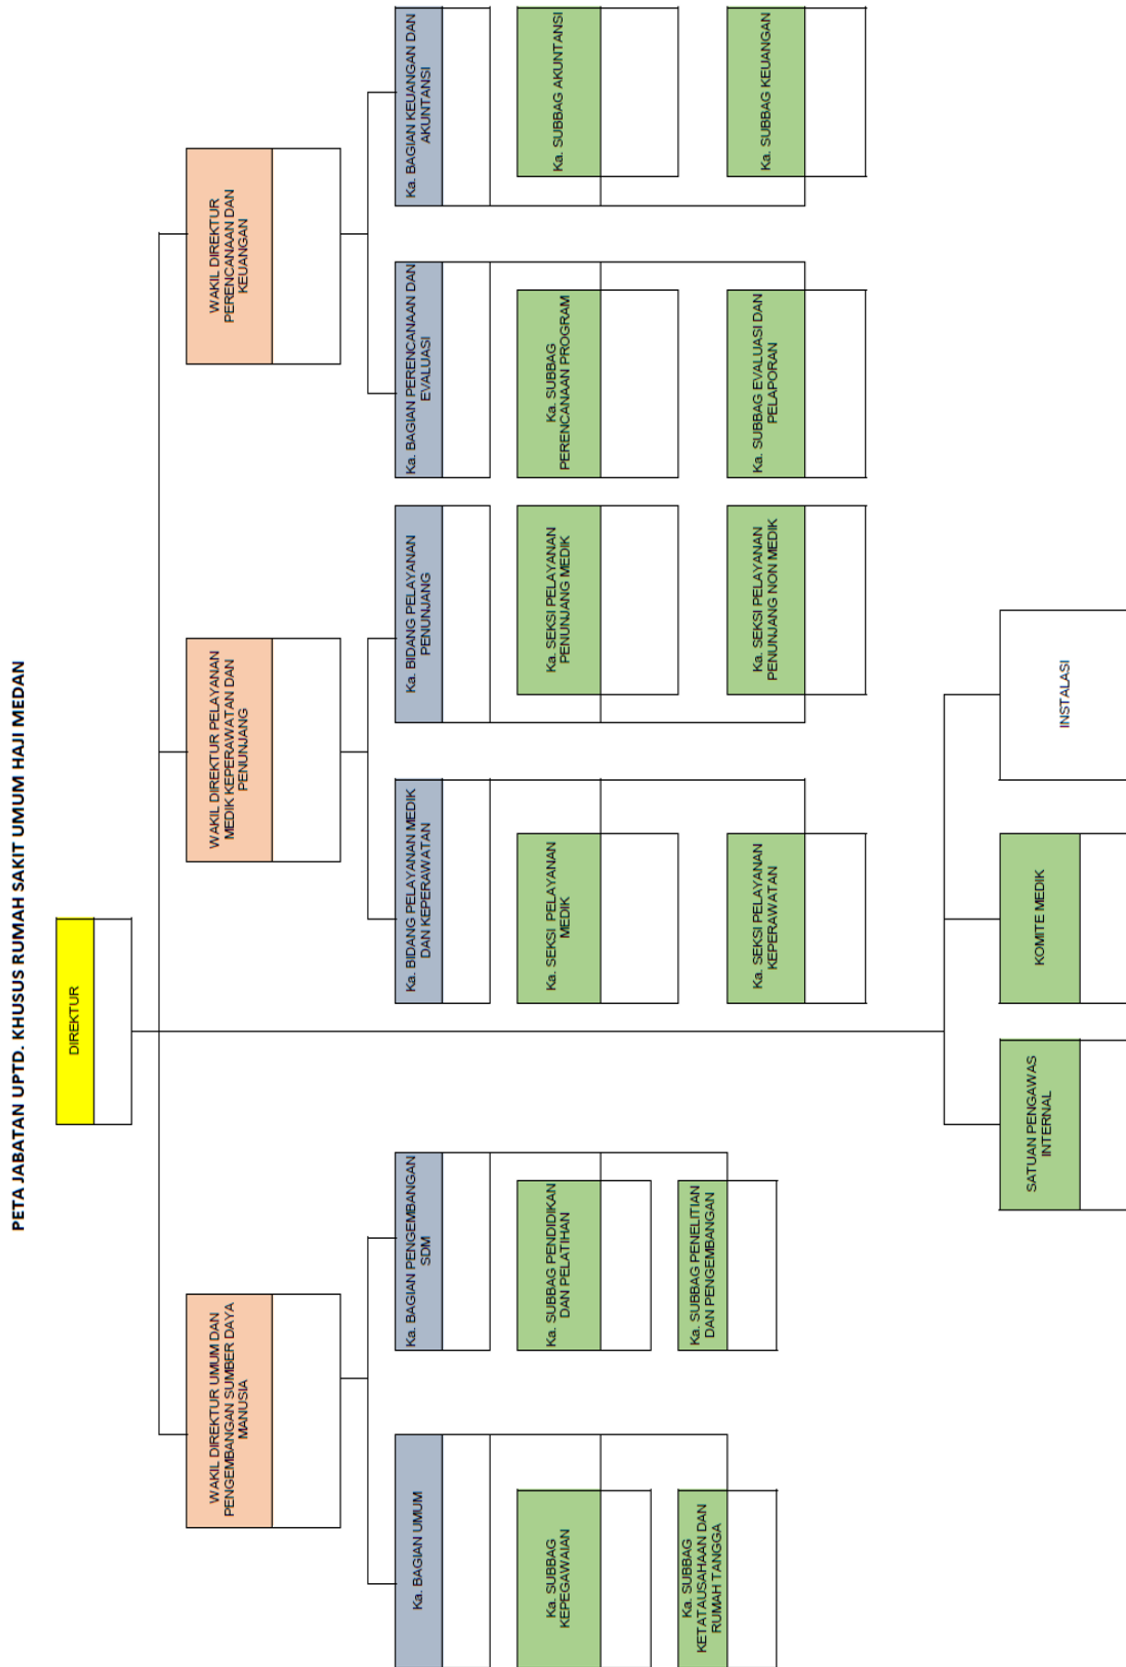 PETA JABATAN UPTD. KHUSUS RUMAH SAKIT UMUM HAJI MEDAN
DIREKTUR
WAKIL DIREKTUR UMUM DAN
PENGEMBANGAN SUMBER DAYA
MANUSIA
WAKIL DIREKTUR PELAYANAN
MEDIK KEPERAWATAN DAN
PENUNJANG
WAKIL DIREKTUR
PERENCANAAN DAN
KEUANGAN
Ka. BAGIAN UMUM
Ka. BAGIAN PENGEMBANGAN
SDM
Ka. BIDANG PELAYANAN MEDIK
DAN KEPERAWATAN
Ka. BIDANG PELAYANAN
PENUNJANG
Ka. BAGIAN PERENCANAAN DAN
EVALUASI
Ka. BAGIAN KEUANGAN DAN
AKUNTANSI
Ka. SUBBAG
KEPEGAWAIAN
Ka. SUBBAG PENDIDIKAN
DAN PELATIHAN
Ka. SEKSI PELAYANAN
MEDIK
Ka. SEKSI PELAYANAN
PENUNJANG MEDIK
Ka. SUBBAG
PERENCANAAN PROGRAM
Ka. SUBBAG AKUNTANSI
Ka. SUBBAG
KETATAUSAHAAN DAN
RUMAH TANGGA
Ka. SUBBAG PENELITIAN
DAN PENGEMBANGAN
Ka. SEKSI PELAYANAN
KEPERAWATAN
Ka. SEKSI PELAYANAN
PENUNJANG NON MEDIK
Ka. SUBBAG EVALUASI DAN
PELAPORAN
Ka. SUBBAG KEUANGAN
SATUAN PENGAWAS
INTERNAL
KOMITE MEDIK
INSTALASI